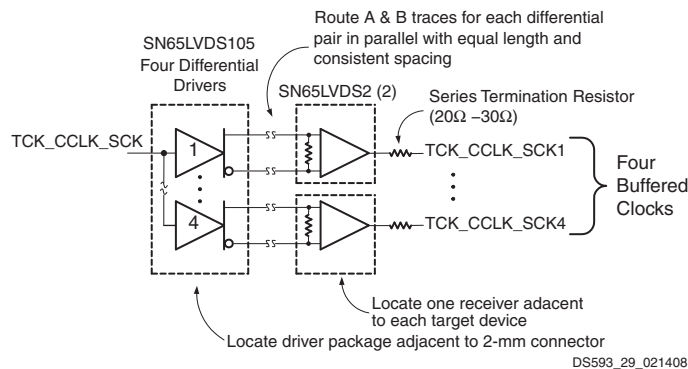 Route A & B traces for each differential
pair in parallel with equal length and
consistent spacing
SN65LVDS105
Four Differential
Drivers
SN65LVDS2 (2)
Series Termination Resistor
(20Ω –30Ω)
TCK_CCLK_SCK
1
TCK_CCLK_SCK1
4
TCK_CCLK_SCK4
Four
Buffered
Clocks
Locate one receiver adacent
to each target device
Locate driver package adjacent to 2-mm connector
DS593_29_021408